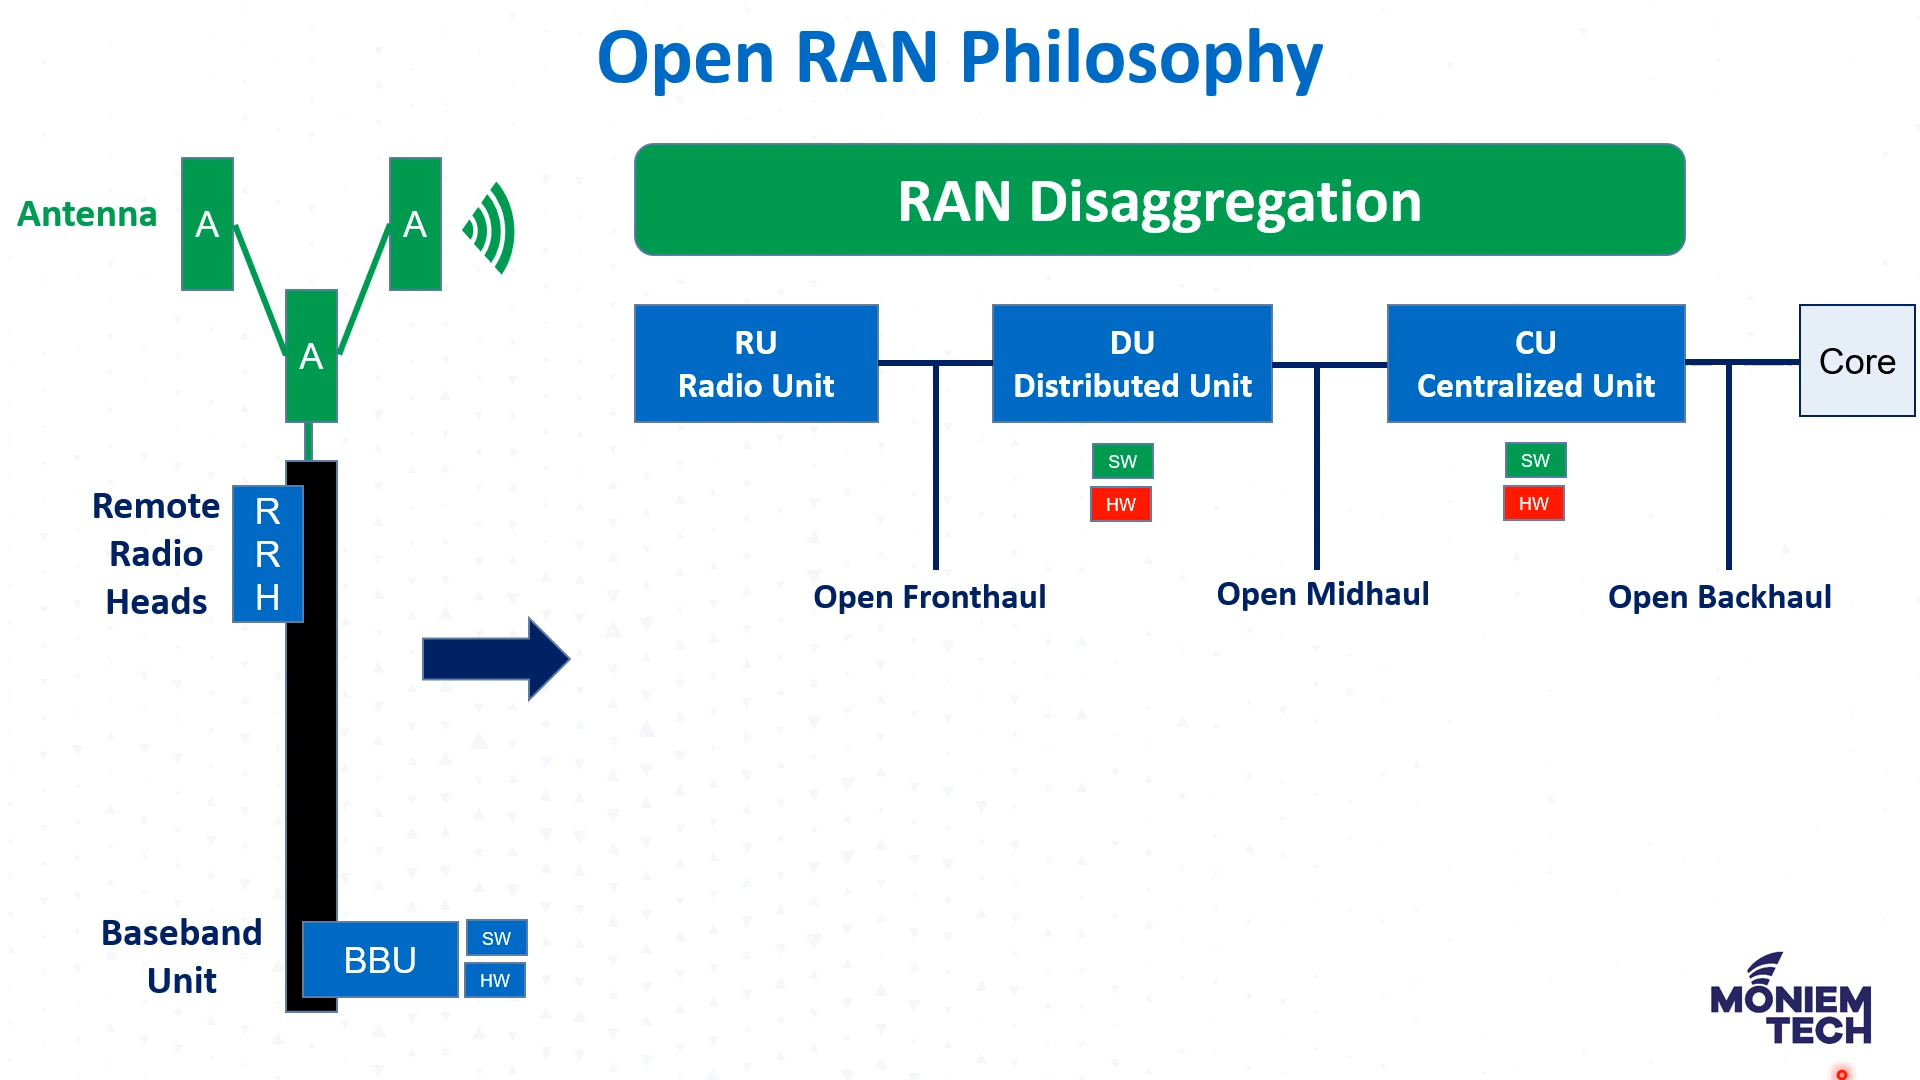 Open RAN Philosophy
Antenna
A
A
A
Remote
Radio
Heads
R
R
H
Baseband
Unit
BBU
SW
HW
RAN Disaggregation
RU
Radio Unit
DU
Distributed Unit
CU
Centralized Unit
Core
SW
HW
SW
HW
Open Fronthaul
Open Midhaul
Open Backhaul
MONIEM
TECH